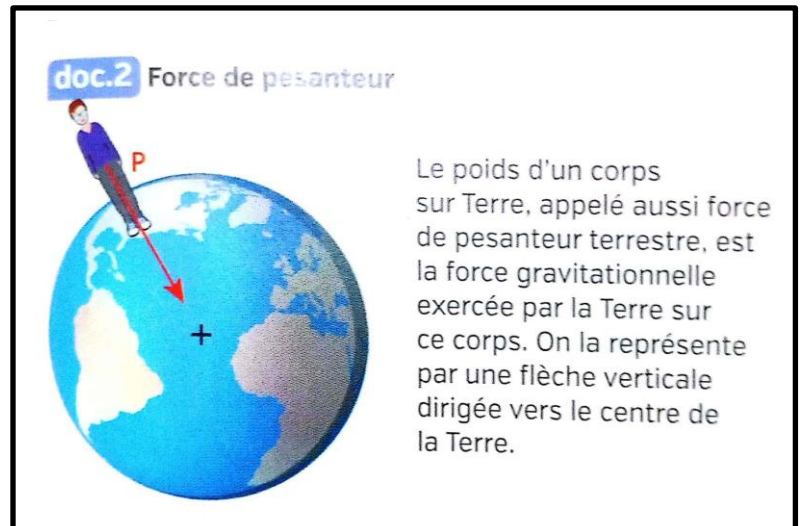 doc.2 Force de pesanteur
P
Le poids d'un corps
sur Terre, appelé aussi force
de pesanteur terrestre, est
la force gravitationnelle
exercée par la Terre sur
ce corps. On la représente
par une flèche verticale
dirigée vers le centre de
la Terre.